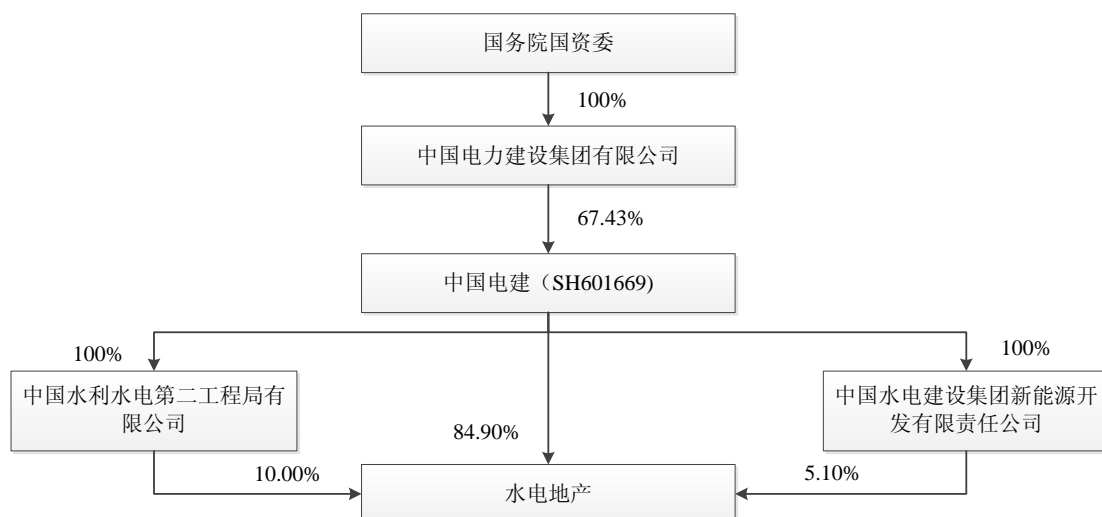 国务院国资委
100%
中国电力建设集团有限公司
67.43%
中国电建（SH601669)
100%
100%
中国水利水电第二工程局有
限公司
中国水电建设集团新能源开
发有限责任公司
84.90%
10.00%
5.10%
水电地产